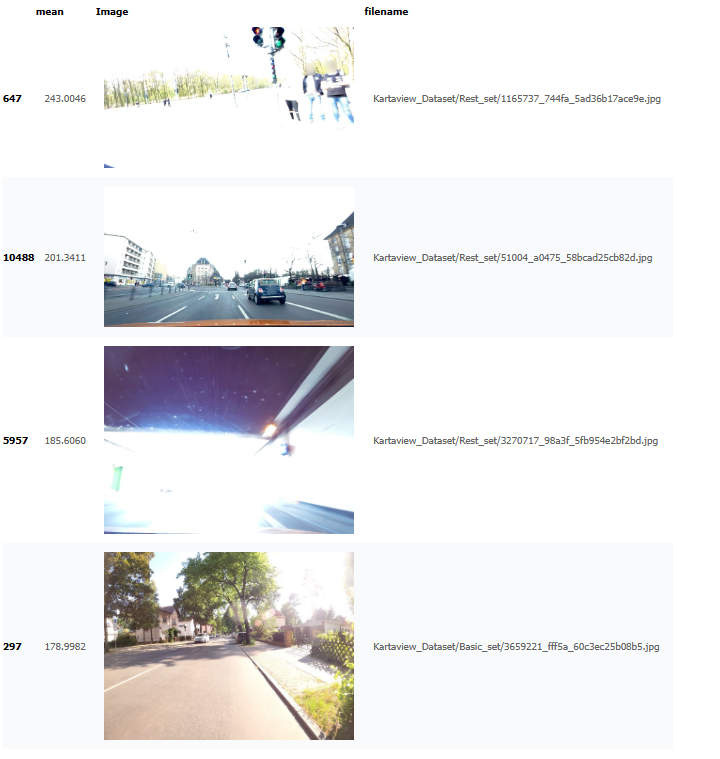 mean Image filename
647 243.0046 Kartaview_Dataset/Rest_set/1165737_744fa_5ad36b17ace9e.jpg
10488 201.3411 Kartaview_Dataset/Rest_set/51004_a0475_58bcad25cb82d.jpg
5957 185.6060 Kartaview_Dataset/Rest_set/3270717_98a3f_5fb954e2bf2bd.jpg
297 178.9982 Kartaview_Dataset/Basic_set/3659221_fff5a_60c3ec25b08b5.jpg